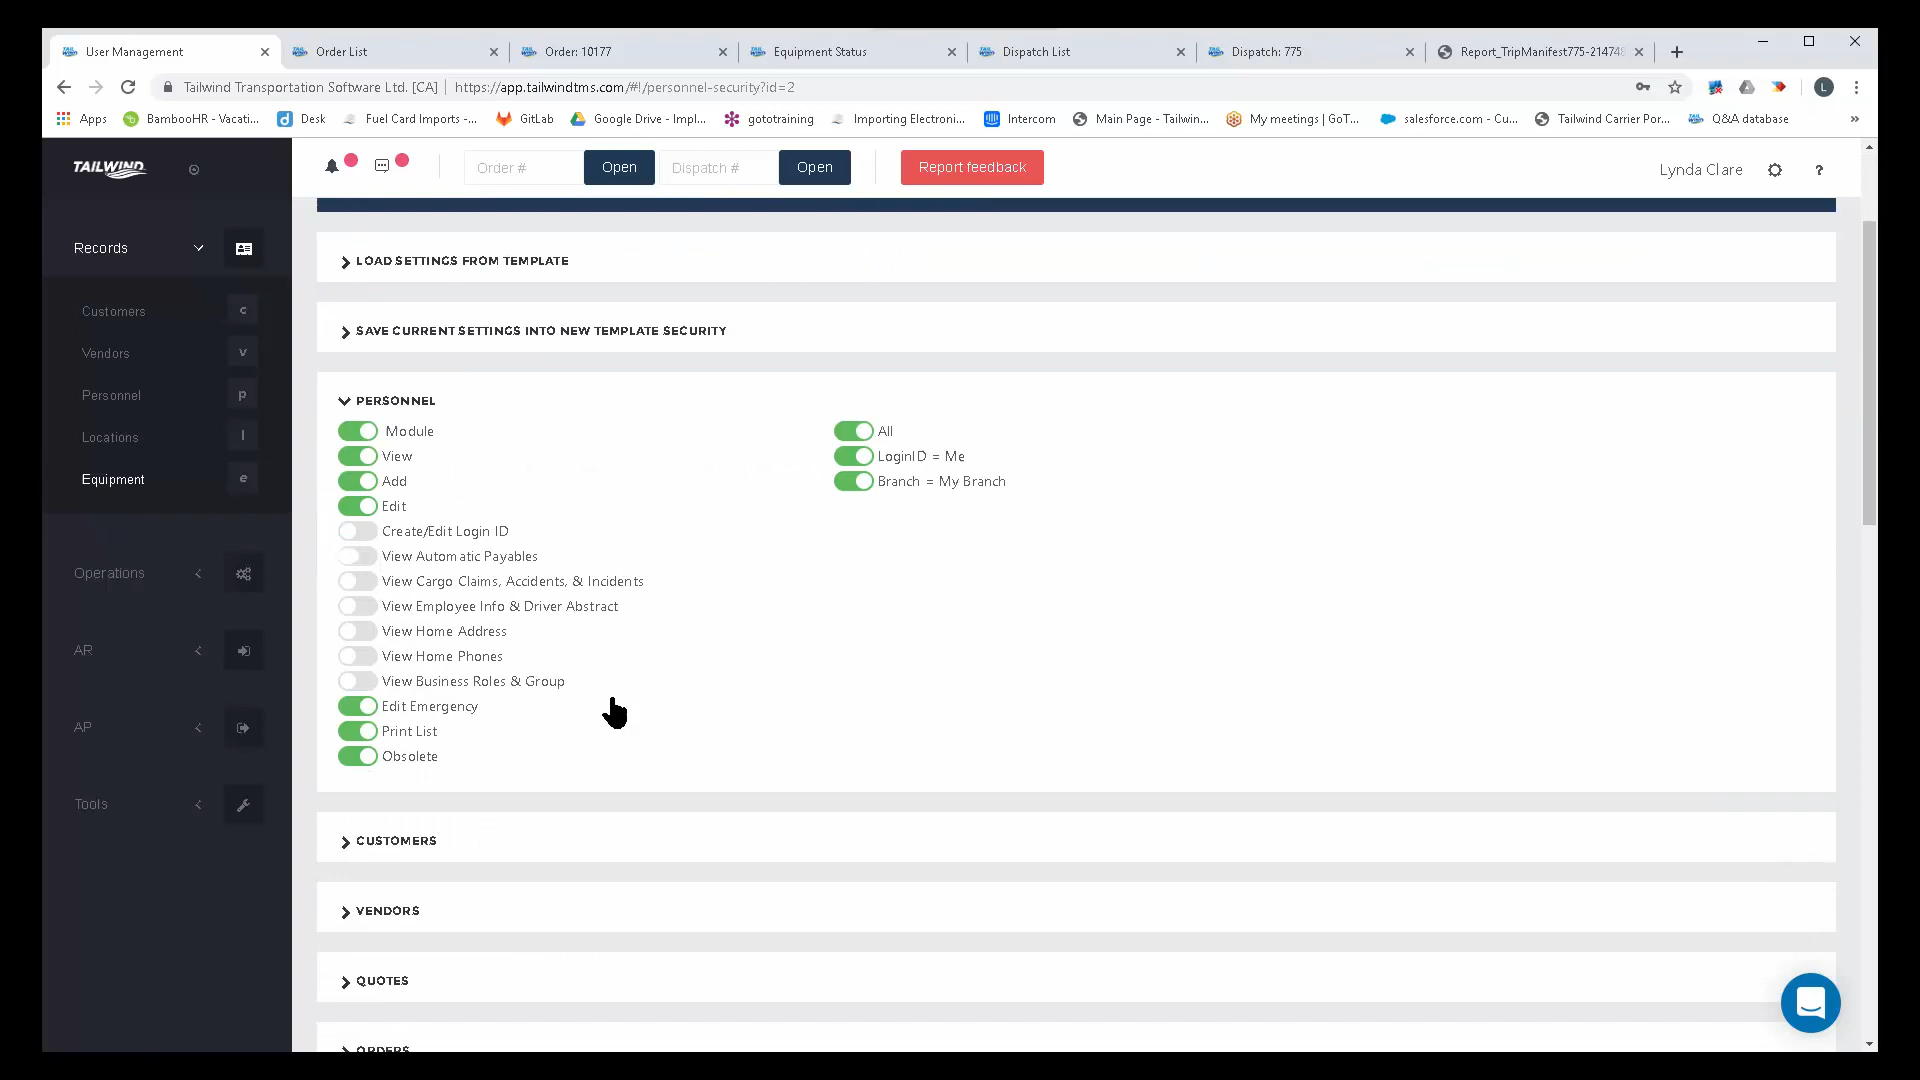 User Management
Order List
Order: 10177
Equipment Status
Dispatch List
Dispatch: 775
Report_TripManifest775-214748
Tailwind Transportation Software Ltd. [CA]
https://app.tailwindtms.com/#!/personnel-security?id=2
L
Apps
BambooHR - Vacati...
Desk
Fuel Card Imports -...
GitLab
Google Drive - Impl...
gototraining
Importing Electroni...
Intercom
Main Page - Tailwin...
My meetings | GoT...
salesforce.com - Cu...
Tailwind Carrier Por...
Q&A database
»
TAILWIND
Order #
Open
Dispatch #
Open
Report feedback
Lynda Clare
?
Records
Customers
c
Vendors
v
Personnel
p
Locations
l
Equipment
e
Operations
AR
AP
Tools
LOAD SETTINGS FROM TEMPLATE
SAVE CURRENT SETTINGS INTO NEW TEMPLATE SECURITY
PERSONNEL
Module
View
Add
Edit
Create/Edit Login ID
View Automatic Payables
View Cargo Claims, Accidents, & Incidents
View Employee Info & Driver Abstract
View Home Address
View Home Phones
View Business Roles & Group
Edit Emergency
Print List
Obsolete
All
LoginID = Me
Branch = My Branch
CUSTOMERS
VENDORS
QUOTES
ORDERS